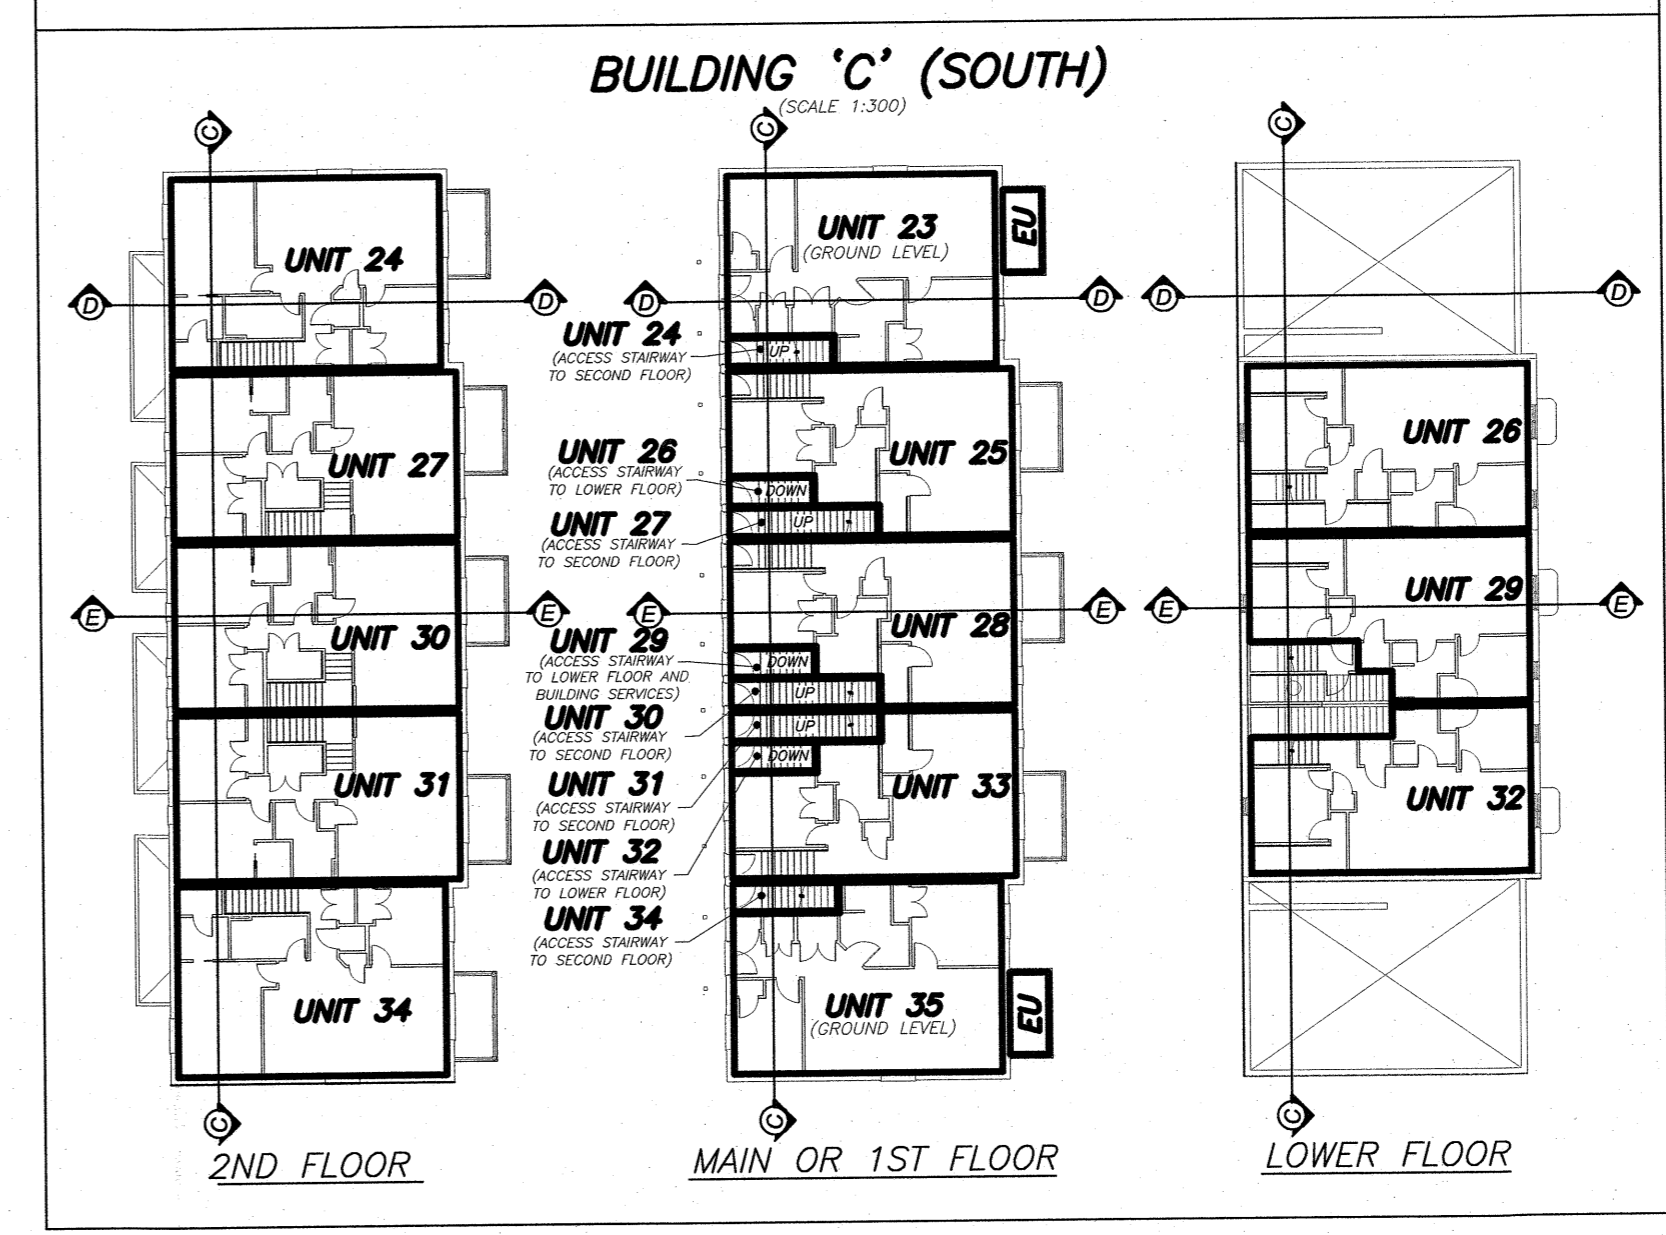 BUILDING 'C' (SOUTH)
(SCALE 1:300)
C
C
C
UNIT 24
D
D
UNIT 27
UNIT 30
E
E
UNIT 31
UNIT 34
C
2ND FLOOR
UNIT 23
(GROUND LEVEL)
EU
D
D
UNIT 24
(ACCESS STAIRWAY
TO SECOND FLOOR)
UP
UNIT 25
UNIT 26
(ACCESS STAIRWAY
TO LOWER FLOOR)
DOWN
UNIT 27
(ACCESS STAIRWAY
TO SECOND FLOOR)
UP
E
E
UNIT 28
UNIT 29
(ACCESS STAIRWAY
TO LOWER FLOOR AND
BUILDING SERVICES)
DOWN
UP
UNIT 30
(ACCESS STAIRWAY
TO SECOND FLOOR)
UP
DOWN
UNIT 31
(ACCESS STAIRWAY
TO SECOND FLOOR)
UNIT 33
UNIT 32
(ACCESS STAIRWAY
TO LOWER FLOOR)
UNIT 34
(ACCESS STAIRWAY
TO SECOND FLOOR)
UNIT 35
(GROUND LEVEL)
EU
C
MAIN OR 1ST FLOOR
D
D
UNIT 26
UNIT 29
E
E
UNIT 32
C
LOWER FLOOR